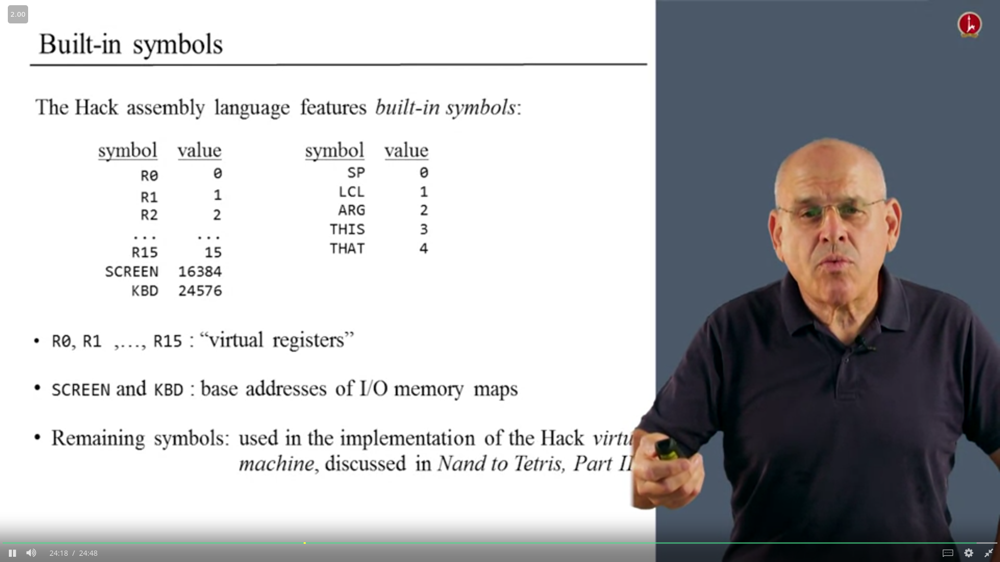 2.00
Built-in symbols
The Hack assembly language features built-in symbols:
symbol value
R0 0
R1 1
R2 2
... ...
R15 15
SCREEN 16384
KBD 24576
symbol value
SP 0
LCL 1
ARG 2
THIS 3
THAT 4
• R0, R1 ,…, R15 : “virtual registers”
• SCREEN and KBD : base addresses of I/O memory maps
• Remaining symbols: used in the implementation of the Hack virtu
machine, discussed in Nand to Tetris, Part II
24:18 / 24:48